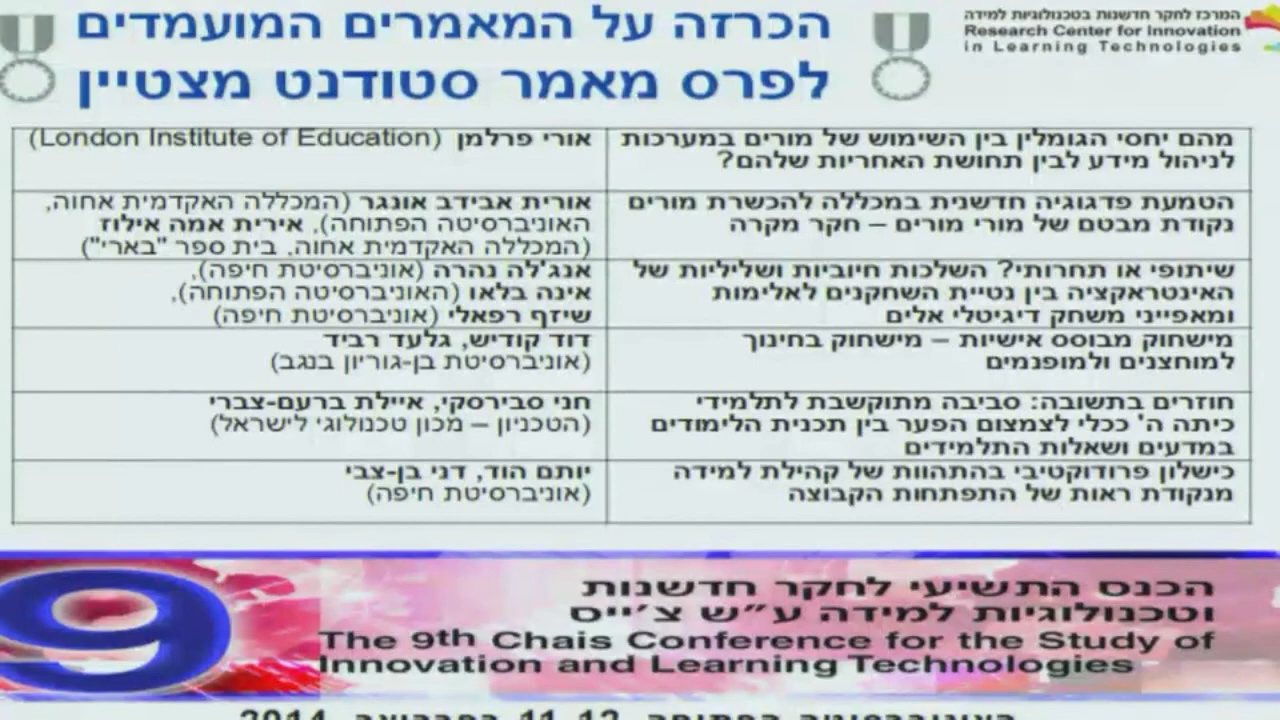 המרכז לחקר חדשנות בטכנולוגיות למידה
Research Center for Innovation
in Learning Technologies
הכרזה על המאמרים המועמדים
לפרס מאמר סטודנט מצטיין
מהם יחסי הגומלין בין השימוש של מורים במערכות
לניהול מידע לבין תחושת האחריות שלהם?
אורי פרלמן (London Institute of Education)
הטמעת פדגוגיה חדשנית במכללה להכשרת מורים
נקודת מבטם של מורי מורים – חקר מקרה
אורית אבידב אונגר (המכללה האקדמית אחוה,
האוניברסיטה הפתוחה), אירית אמה אילוז
(המכללה האקדמית אחוה, בית ספר "בארי")
שיתופי או תחרותי? השלכות חיוביות ושליליות של
האינטראקציה בין נטיית השחקנים לאלימות
ומאפייני משחק דיגיטלי אלים
אנג'לה נהרה (אוניברסיטת חיפה),
אינה בלאו (האוניברסיטה הפתוחה),
שיזף רפאלי (אוניברסיטת חיפה)
מישחוק מבוסס אישיות – מישחוק בחינוך
למוחצנים ולמופנמים
דוד קודיש, גלעד רביד
(אוניברסיטת בן-גוריון בנגב)
חוזרים בתשובה: סביבה מתוקשבת לתלמידי
כיתה ה' ככלי לצמצום הפער בין תכנית הלימודים
במדעים ושאלות התלמידים
חני סבירסקי, איילת ברעם-צברי
(הטכניון – מכון טכנולוגי לישראל)
כישלון פרודוקטיבי בהתהוות של קהילת למידה
מנקודת ראות של התפתחות הקבוצה
יותם הוד, דני בן-צבי
(אוניברסיטת חיפה)
9
הכנס התשיעי לחקר חדשנות
וטכנולוגיות למידה ע״ש צ׳ייס
The 9th Chais Conference for the Study of
Innovation and Learning Technologies
האוניברסיטה הפתוחה, 11-12 בפברואר, 2014